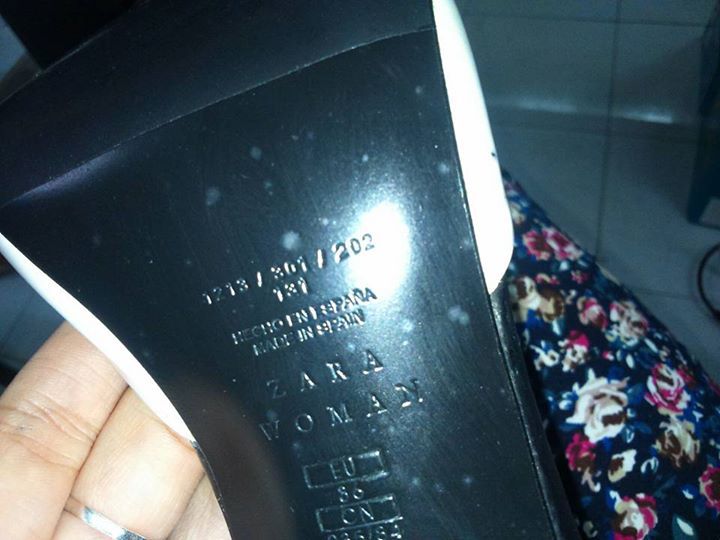 1213 / 301 / 202
131
HECHO EN ESPAÑA
MADE IN SPAIN
ZARA
WOMAN
EU
36
CN